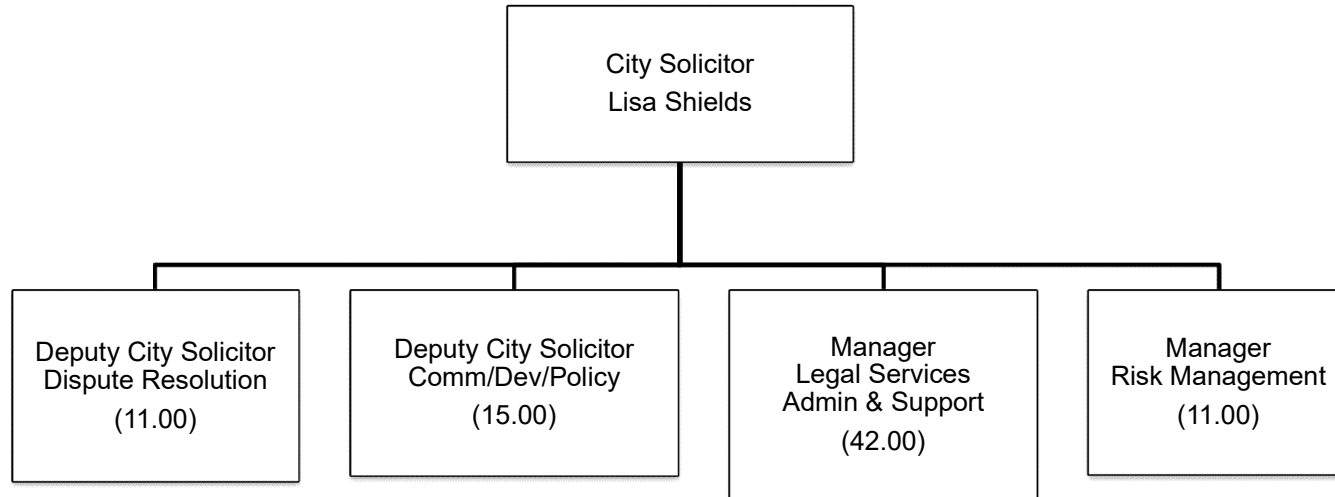 City Solicitor
Lisa Shields
Deputy City Solicitor
Dispute Resolution
(11.00)
Deputy City Solicitor
Comm/Dev/Policy
(15.00)
Manager
Legal Services
Admin & Support
(42.00)
Manager
Risk Management
(11.00)